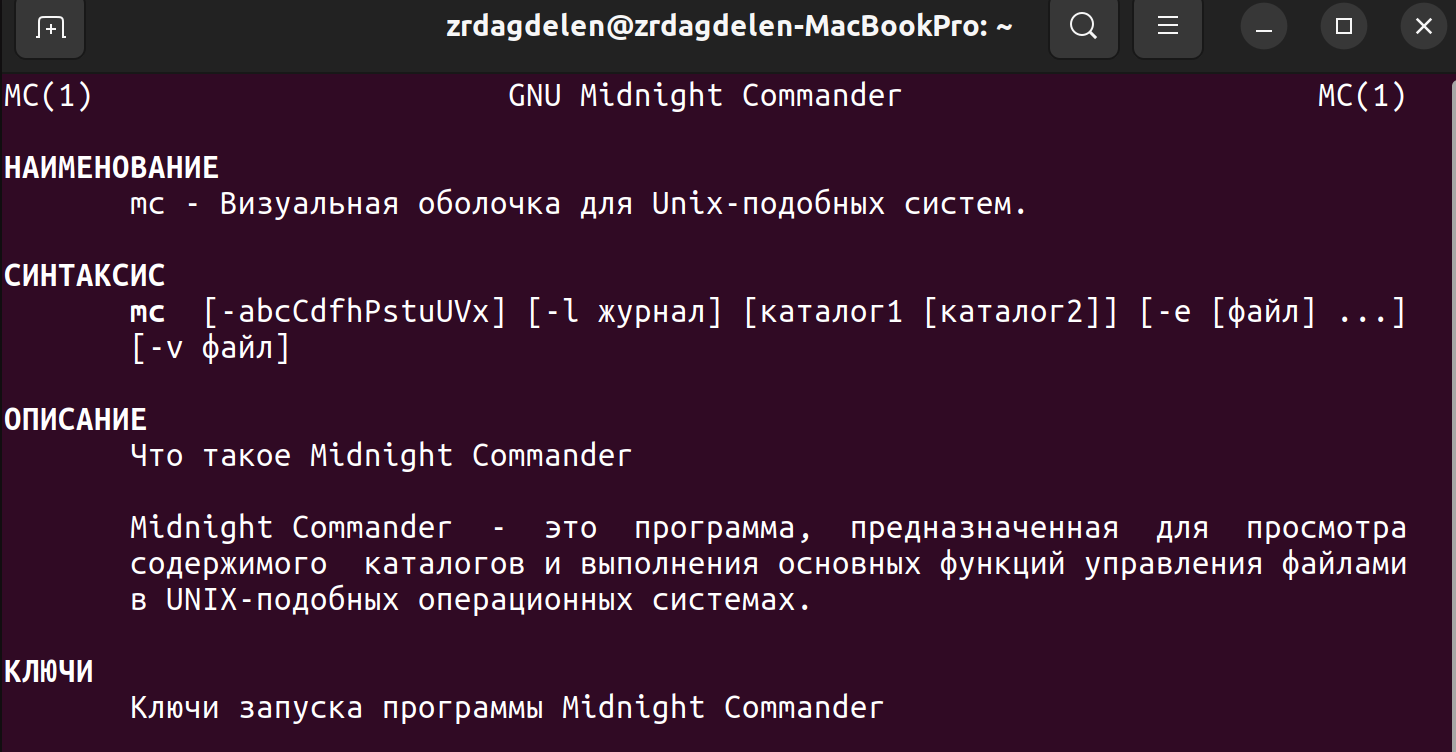 zrdagdelen@zrdagdelen-MacBookPro: ~
MC(1) GNU Midnight Commander MC(1)
НАИМЕНОВАНИЕ
mc - Визуальная оболочка для Unix-подобных систем.
СИНТАКСИС
mc [-abcCdfhPstuUVx] [-l журнал] [каталог1 [каталог2]] [-e [файл] ...]
[-v файл]
ОПИСАНИЕ
Что такое Midnight Commander
Midnight Commander - это программа, предназначенная для просмотра
содержимого каталогов и выполнения основных функций управления файлами
в UNIX-подобных операционных системах.
КЛЮЧИ
Ключи запуска программы Midnight Commander